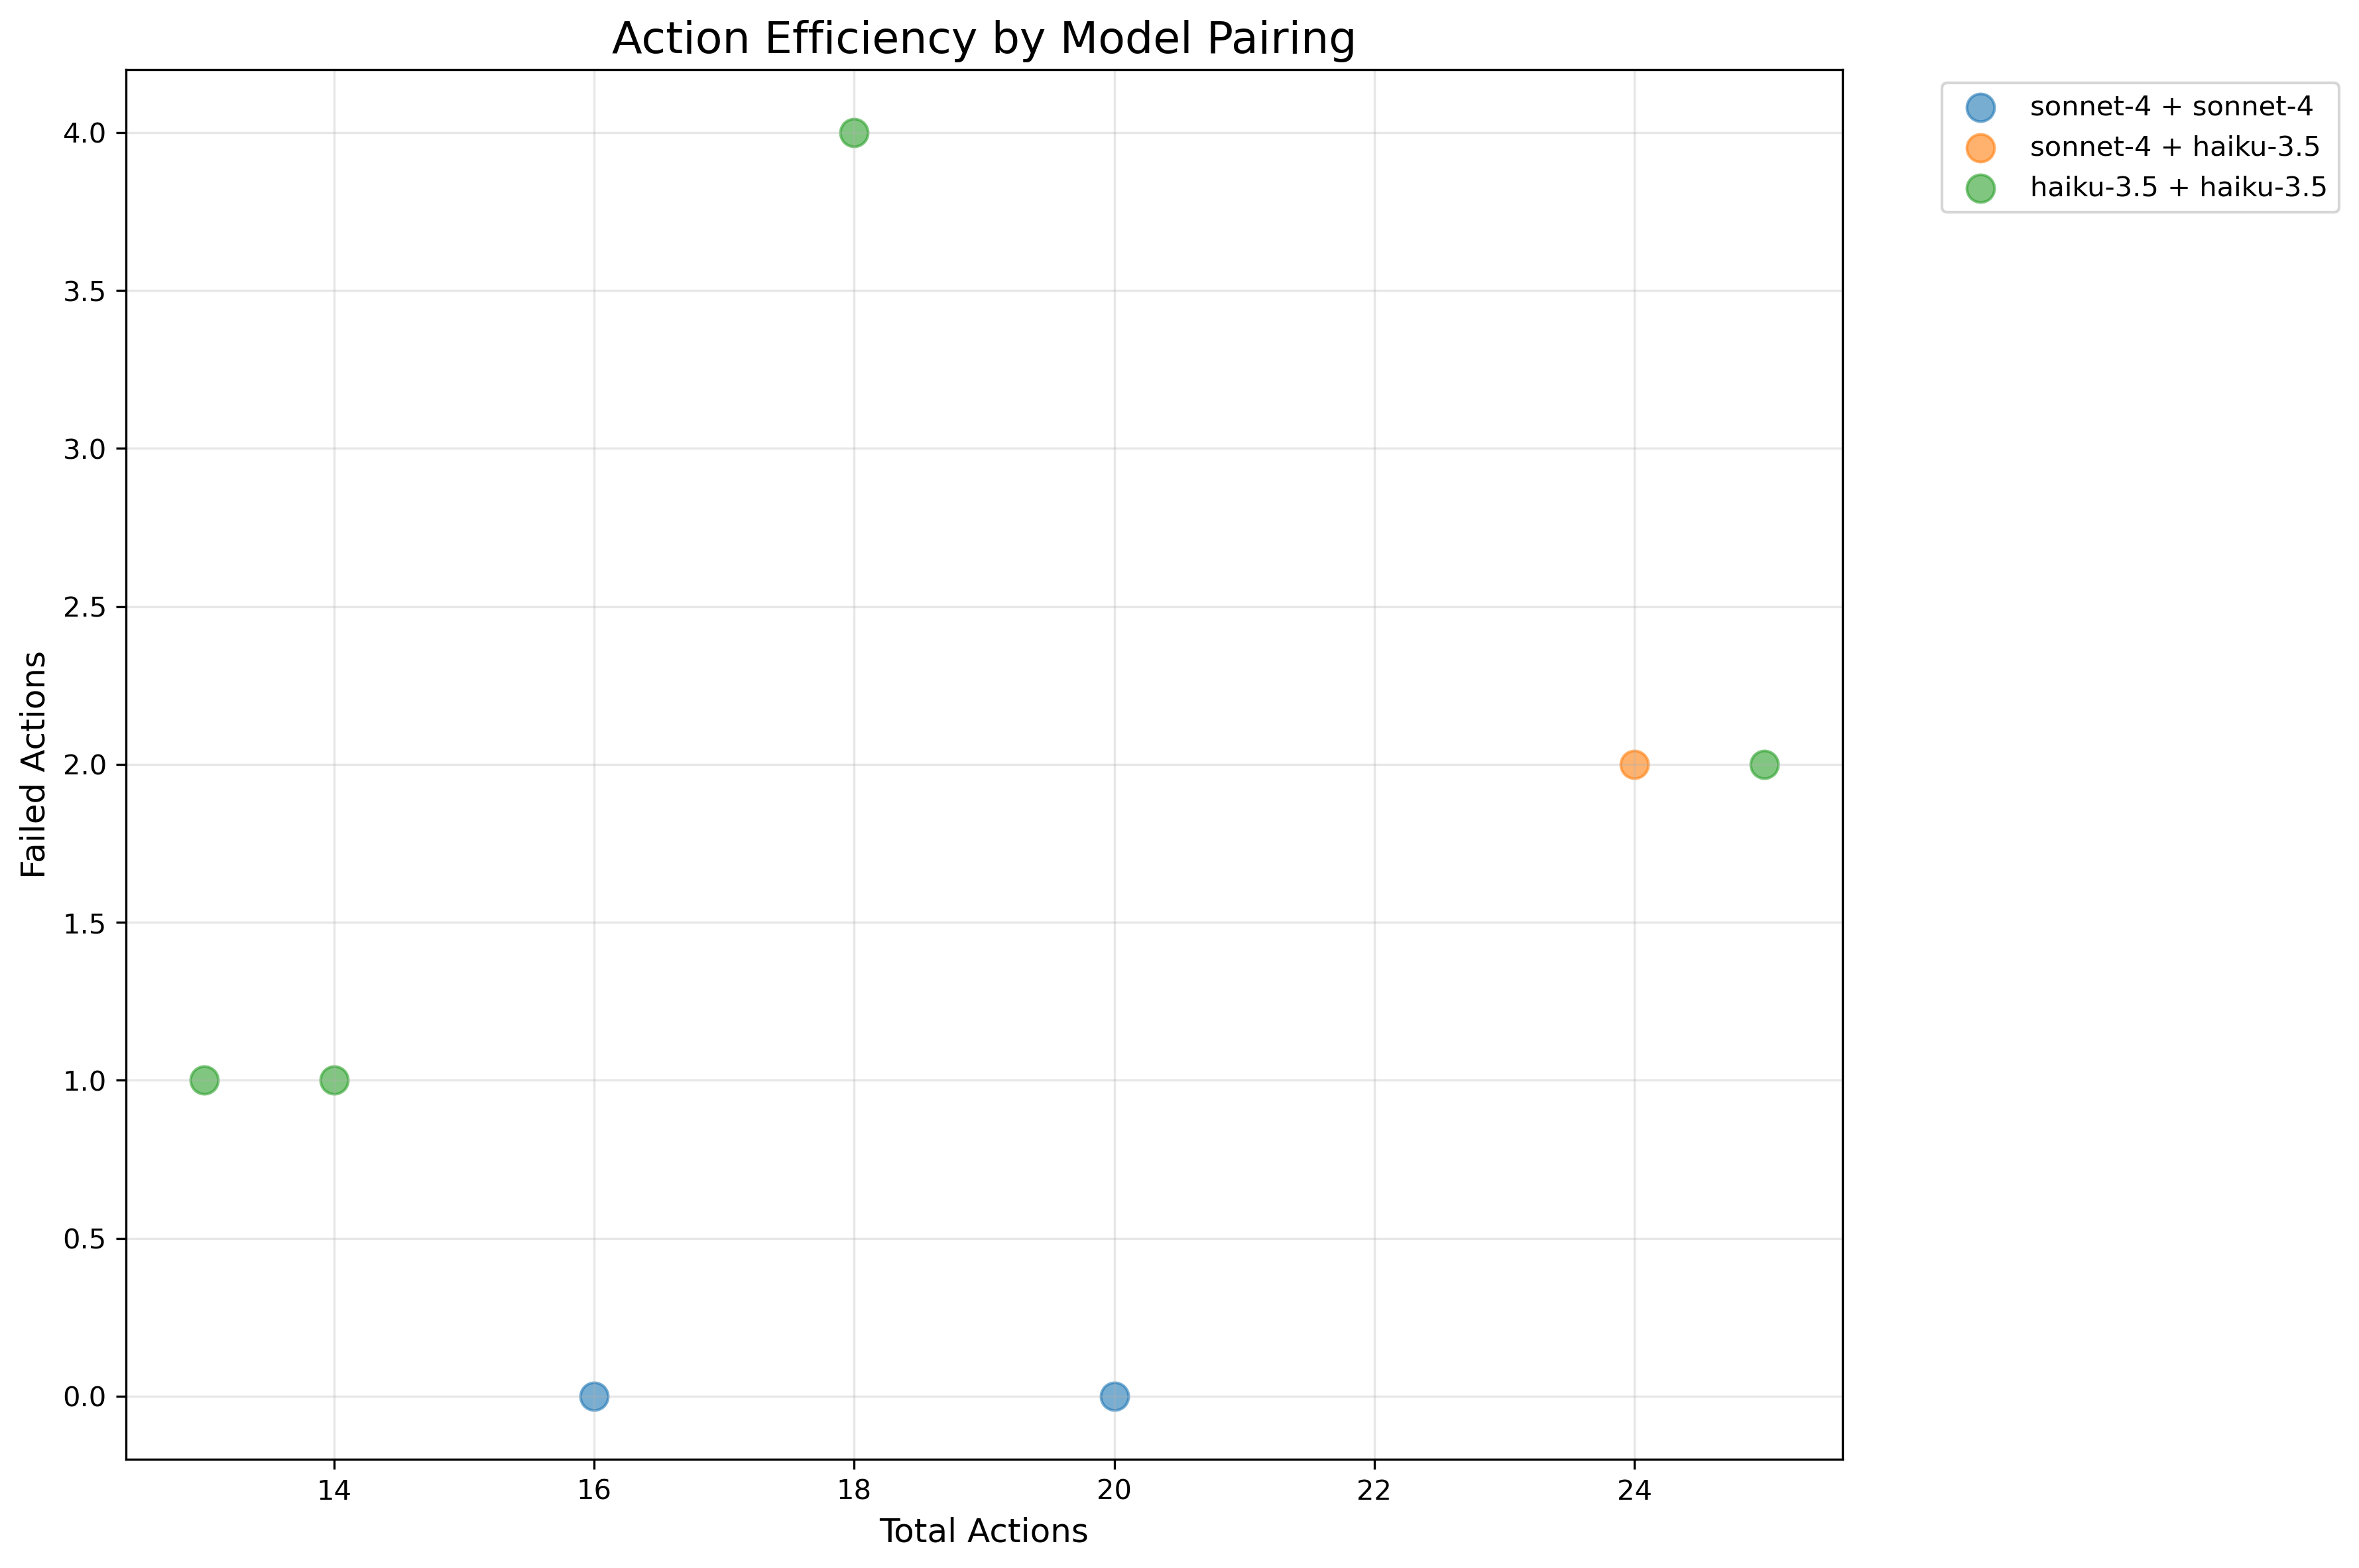 Action Efficiency by Model Pairing
sonnet-4 + sonnet-4
sonnet-4 + haiku-3.5
haiku-3.5 + haiku-3.5
Failed Actions
4.0
3.5
3.0
2.5
2.0
1.5
1.0
0.5
0.0
14 16 18 20 22 24
Total Actions